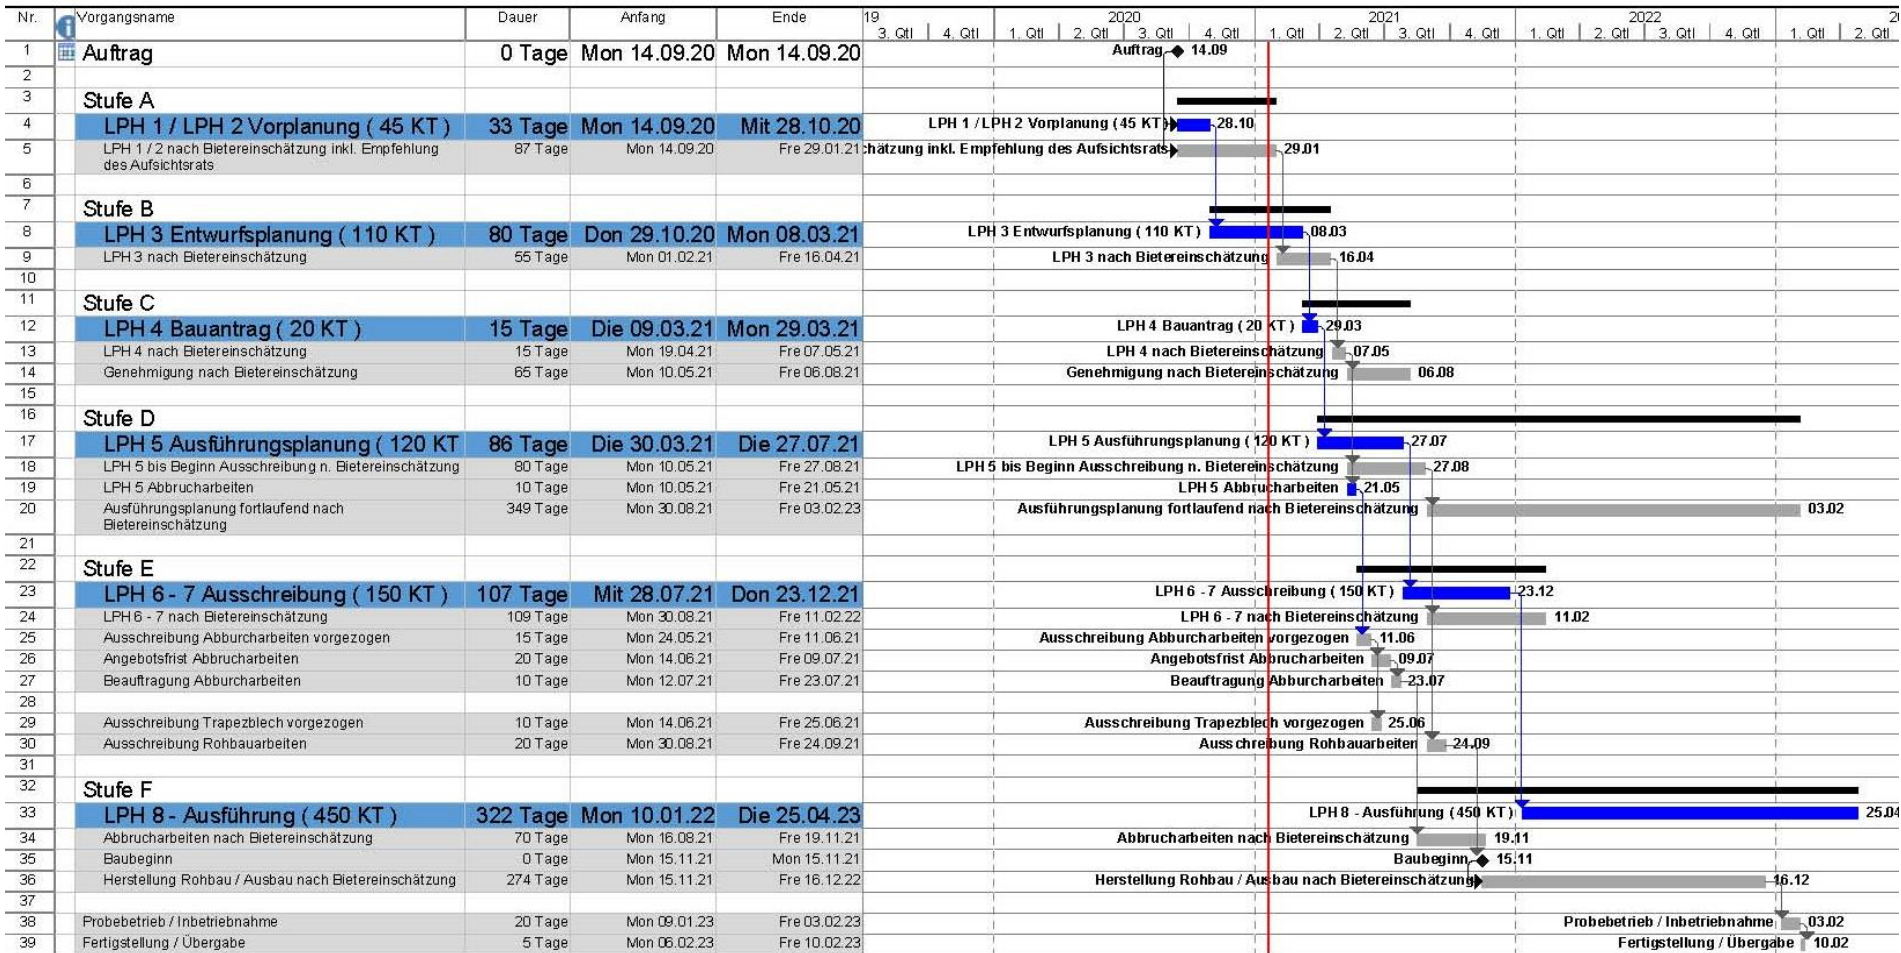 Nr. Vorgangsname Dauer Anfang Ende 19 2020 2021 2022
3. Qtl 4. Qtl 1. Qtl 2. Qtl 3. Qtl 4. Qtl 1. Qtl 2. Qtl 3. Qtl 4. Qtl 1. Qtl 2. Qtl 3. Qtl 4. Qtl 1. Qtl 2. Qtl
1 Auftrag 0 Tage Mon 14.09.20 Mon 14.09.20 Auftrag 14.09
2
3 Stufe A
4 LPH 1 / LPH 2 Vorplanung ( 45 KT ) 33 Tage Mon 14.09.20 Mit 28.10.20 LPH 1 / LPH 2 Vorplanung ( 45 KT ) 28.10
5 LPH 1 / 2 nach Bietereinschätzung inkl. Empfehlung 87 Tage Mon 14.09.20 Fre 29.01.21 chätzung inkl. Empfehlung des Aufsichtsrats 29.01
des Aufsichtsrats
6
7 Stufe B
8 LPH 3 Entwurfsplanung ( 110 KT ) 80 Tage Don 29.10.20 Mon 08.03.21 LPH 3 Entwurfsplanung ( 110 KT ) 08.03
9 LPH 3 nach Bietereinschätzung 55 Tage Mon 01.02.21 Fre 16.04.21 LPH 3 nach Bietereinschätzung 16.04
10
11 Stufe C
12 LPH 4 Bauantrag ( 20 KT ) 15 Tage Die 09.03.21 Mon 29.03.21 LPH 4 Bauantrag ( 20 KT ) 29.03
13 LPH 4 nach Bietereinschätzung 15 Tage Mon 19.04.21 Fre 07.05.21 LPH 4 nach Bietereinschätzung 07.05
14 Genehmigung nach Bietereinschätzung 65 Tage Mon 10.05.21 Fre 06.08.21 Genehmigung nach Bietereinschätzung 06.08
15
16 Stufe D
17 LPH 5 Ausführungsplanung ( 120 KT 86 Tage Die 30.03.21 Die 27.07.21 LPH 5 Ausführungsplanung ( 120 KT ) 27.07
18 LPH 5 bis Beginn Ausschreibung n. Bietereinschätzung 80 Tage Mon 10.05.21 Fre 27.08.21 LPH 5 bis Beginn Ausschreibung n. Bietereinschätzung 27.08
19 LPH 5 Abbrucharbeiten 10 Tage Mon 10.05.21 Fre 21.05.21 LPH 5 Abbrucharbeiten 21.05
20 Ausführungsplanung fortlaufend nach 349 Tage Mon 30.08.21 Fre 03.02.23 Ausführungsplanung fortlaufend nach Bietereinschätzung 03.02
Bietereinschätzung
21
22 Stufe E
23 LPH 6 - 7 Ausschreibung ( 150 KT ) 107 Tage Mit 28.07.21 Don 23.12.21 LPH 6 - 7 Ausschreibung ( 150 KT ) 23.12
24 LPH 6 - 7 nach Bietereinschätzung 109 Tage Mon 30.08.21 Fre 11.02.22 LPH 6 - 7 nach Bietereinschätzung 11.02
25 Ausschreibung Abburcharbeiten vorgezogen 15 Tage Mon 24.05.21 Fre 11.06.21 Ausschreibung Abburcharbeiten vorgezogen 11.06
26 Angebotsfrist Abbrucharbeiten 20 Tage Mon 14.06.21 Fre 09.07.21 Angebotsfrist Abbrucharbeiten 09.07
27 Beauftragung Abburcharbeiten 10 Tage Mon 12.07.21 Fre 23.07.21 Beauftragung Abburcharbeiten 23.07
28
29 Ausschreibung Trapezblech vorgezogen 10 Tage Mon 14.06.21 Fre 25.06.21 Ausschreibung Trapezblech vorgezogen 25.06
30 Ausschreibung Rohbauarbeiten 20 Tage Mon 30.08.21 Fre 24.09.21 Ausschreibung Rohbauarbeiten 24.09
31
32 Stufe F
33 LPH 8 - Ausführung ( 450 KT ) 322 Tage Mon 10.01.22 Die 25.04.23 LPH 8 - Ausführung ( 450 KT ) 25.04
34 Abbrucharbeiten nach Bietereinschätzung 70 Tage Mon 16.08.21 Fre 19.11.21 Abbrucharbeiten nach Bietereinschätzung 19.11
35 Baubeginn 0 Tage Mon 15.11.21 Mon 15.11.21 Baubeginn 15.11
36 Herstellung Rohbau / Ausbau nach Bietereinschätzung 274 Tage Mon 15.11.21 Fre 16.12.22 Herstellung Rohbau / Ausbau nach Bietereinschätzung 16.12
37
38 Probebetrieb / Inbetriebnahme 20 Tage Mon 09.01.23 Fre 03.02.23 Probebetrieb / Inbetriebnahme 03.02
39 Fertigstellung / Übergabe 5 Tage Mon 06.02.23 Fre 10.02.23 Fertigstellung / Übergabe 10.02